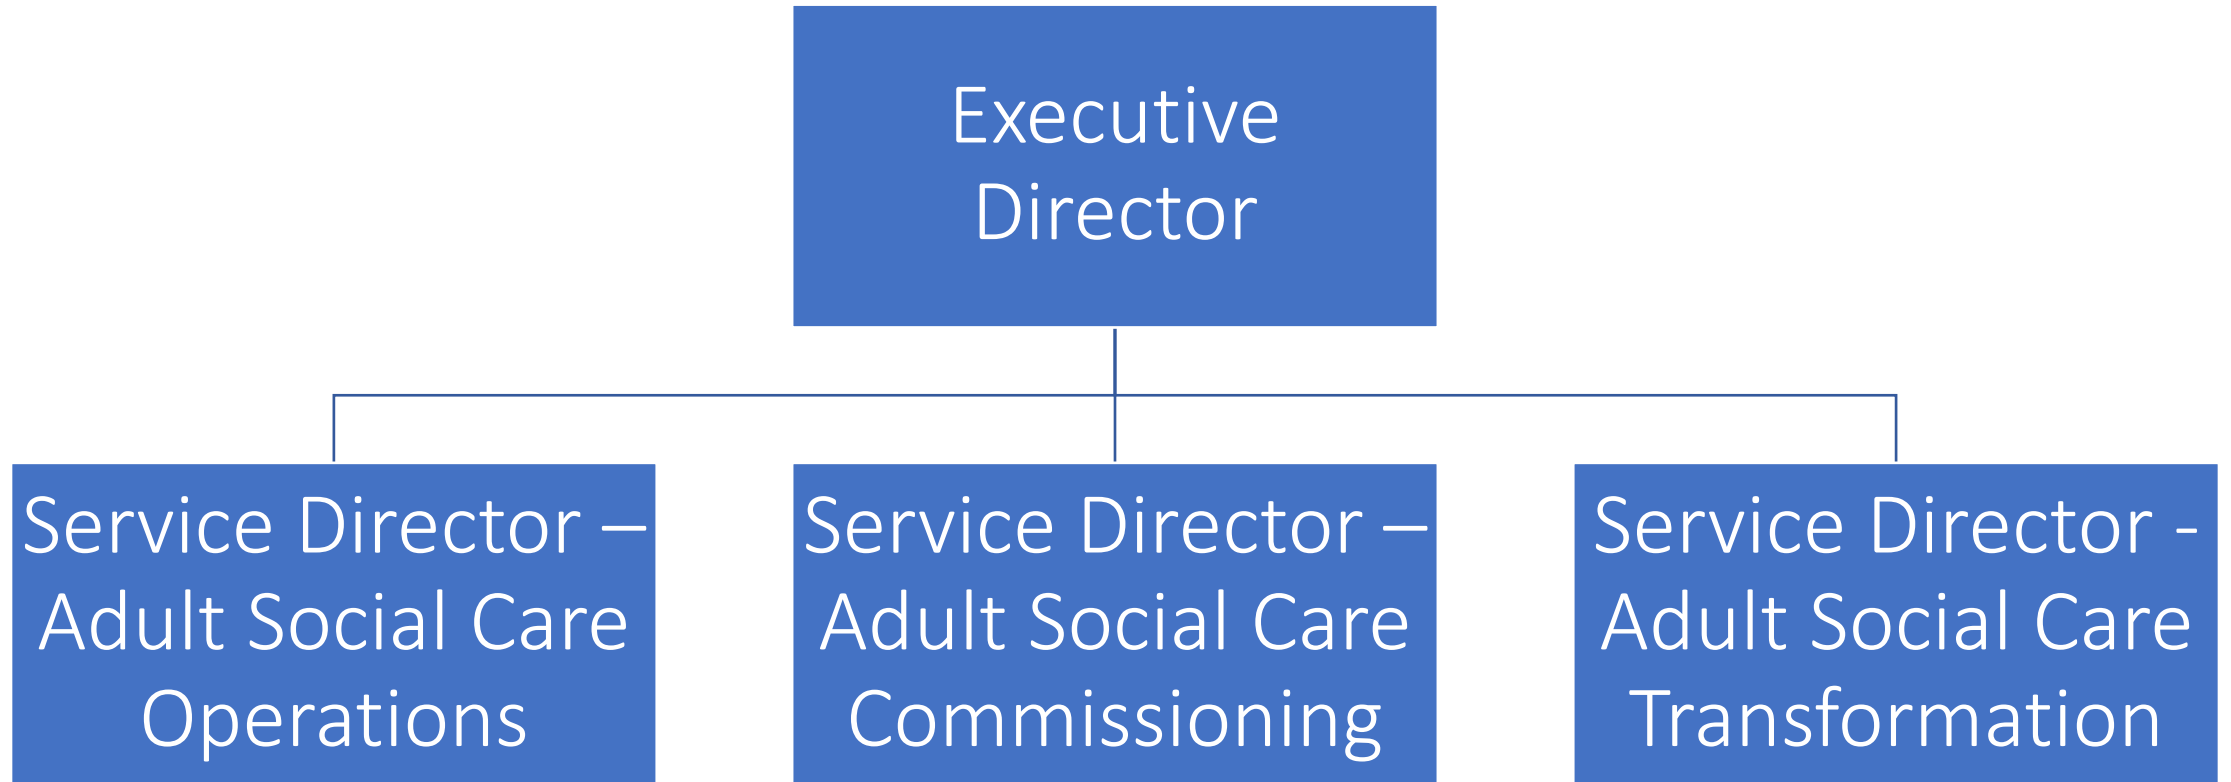 Executive
Director
Service Director –
Adult Social Care
Operations
Service Director –
Adult Social Care
Commissioning
Service Director -
Adult Social Care
Transformation